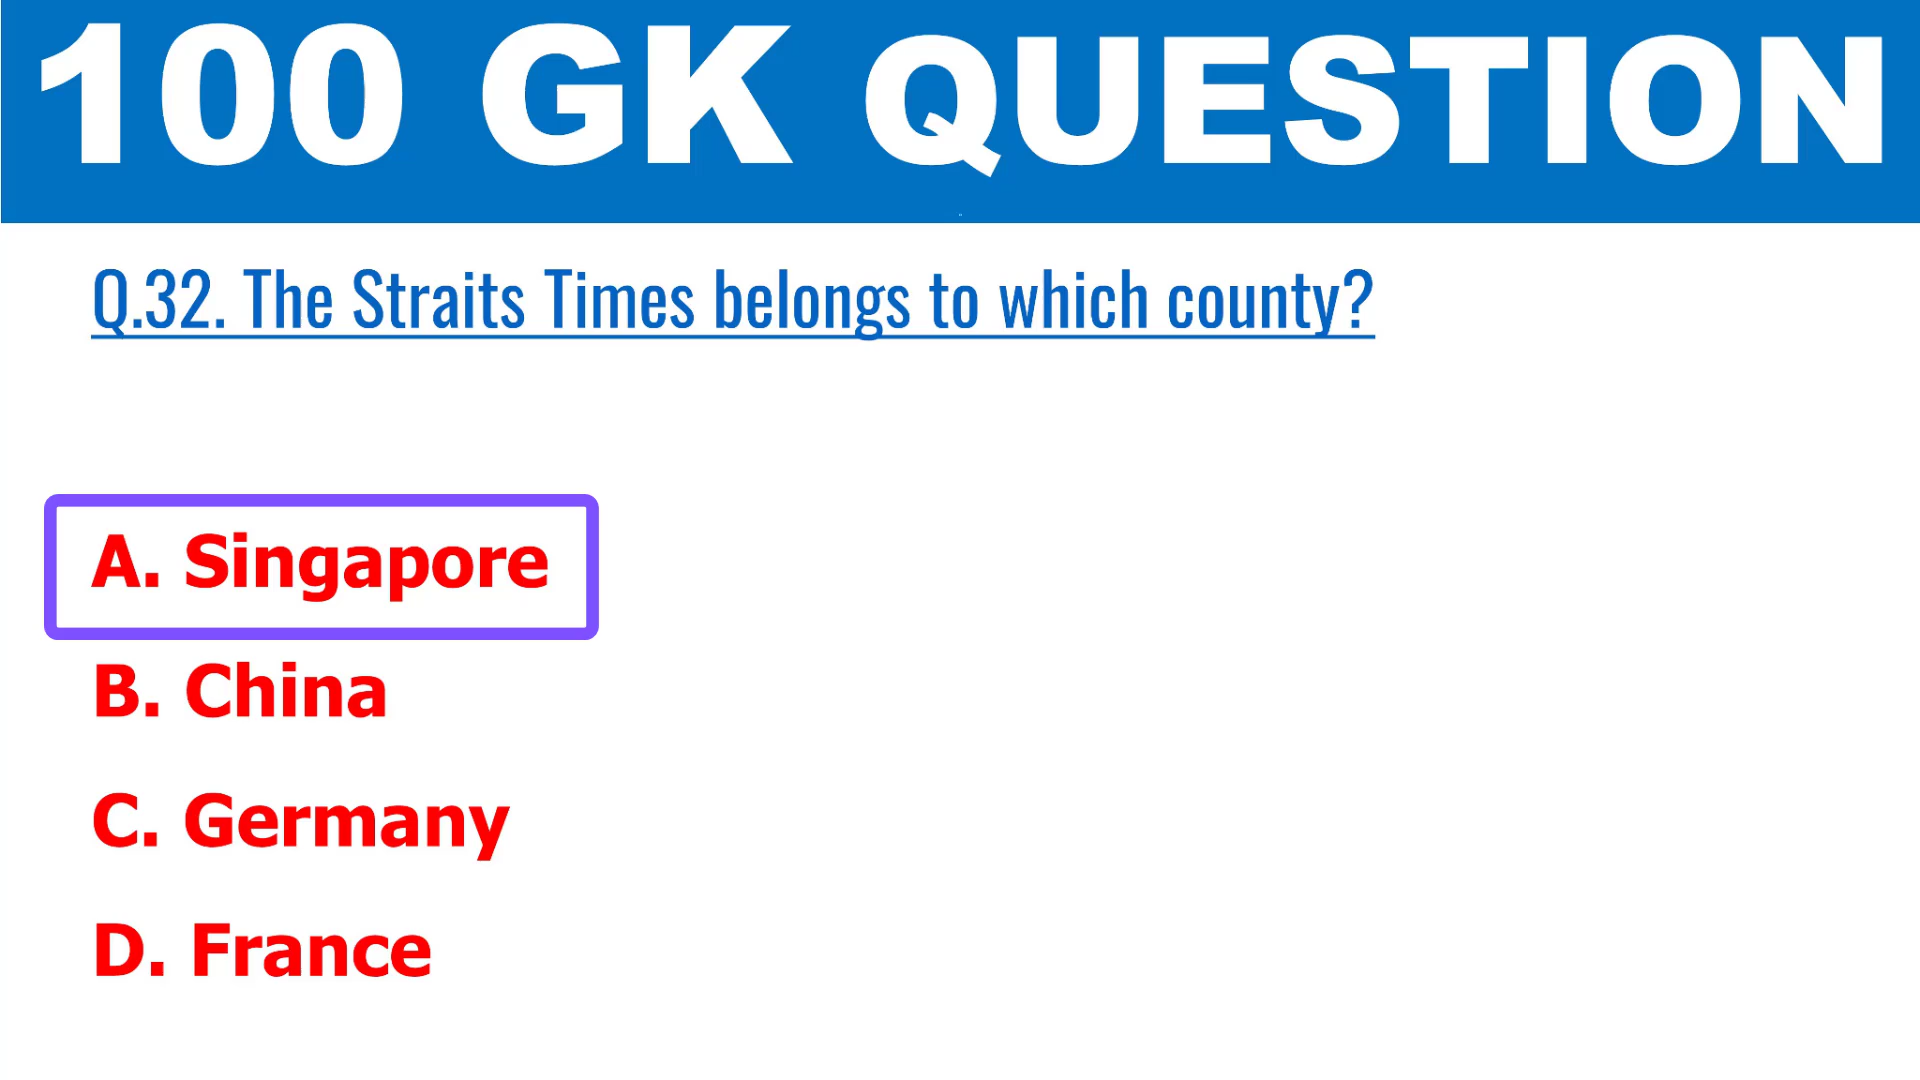 100 GK QUESTION
Q.32. The Straits Times belongs to which county?
A. Singapore
B. China
C. Germany
D. France